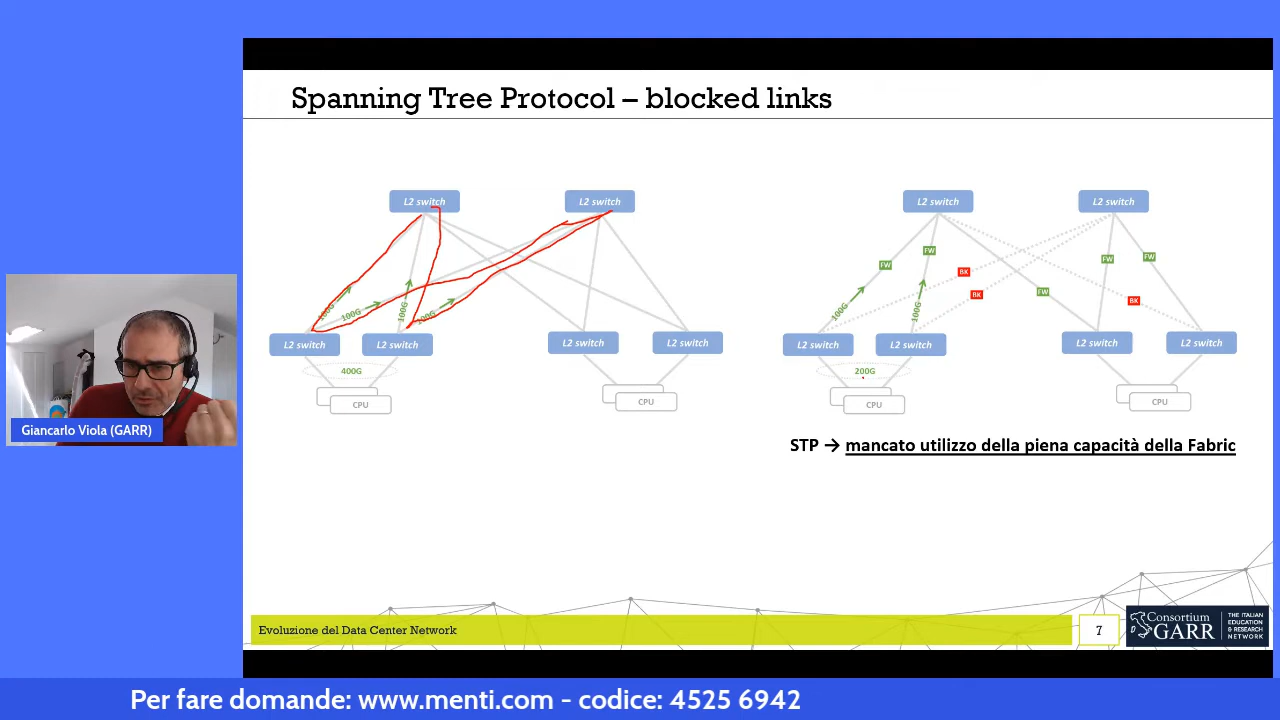 Spanning Tree Protocol – blocked links
L2 switch
L2 switch
100G
100G
100G
100G
L2 switch
L2 switch
L2 switch
L2 switch
400G
CPU
CPU
L2 switch
L2 switch
FW
FW
BK
BK
FW
FW
FW
BK
100G
100G
L2 switch
L2 switch
L2 switch
L2 switch
200G
CPU
CPU
STP → mancato utilizzo della piena capacità della Fabric
Giancarlo Viola (GARR)
Evoluzione del Data Center Network
7
Consortium
GARR
THE ITALIAN
EDUCATION
& RESEARCH
NETWORK
Per fare domande: www.menti.com - codice: 4525 6942